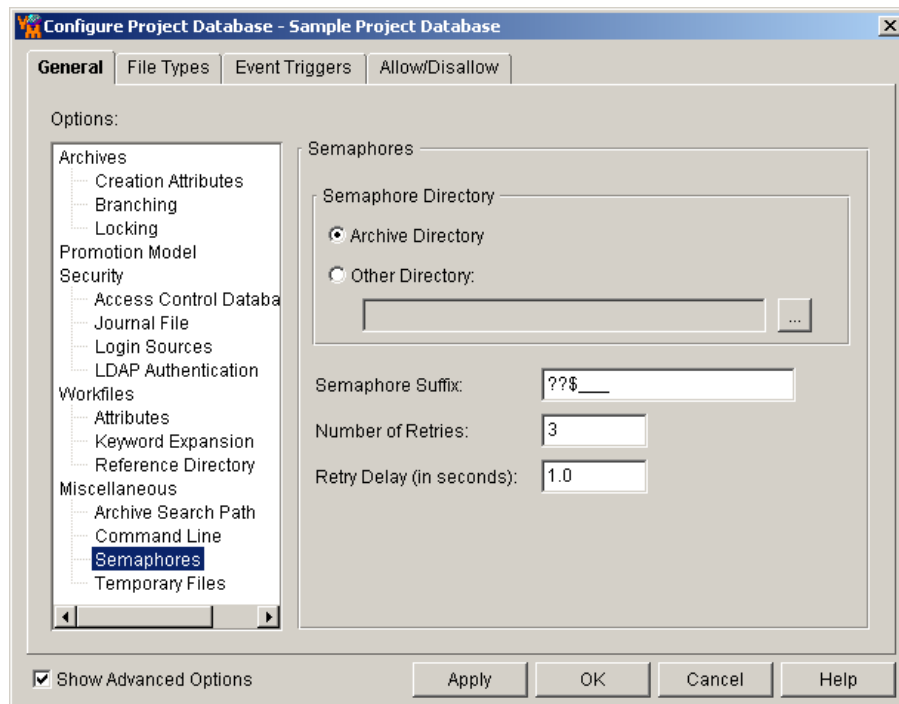 Configure Project Database - Sample Project Database
General File Types Event Triggers Allow/Disallow
Options:
Archives
Creation Attributes
Branching
Locking
Promotion Model
Security
Access Control Databa
Journal File
Login Sources
LDAP Authentication
Workfiles
Attributes
Keyword Expansion
Reference Directory
Miscellaneous
Archive Search Path
Command Line
Semaphores
Temporary Files
Semaphores
Semaphore Directory
Archive Directory
Other Directory:
...
Semaphore Suffix: ??$___
Number of Retries: 3
Retry Delay (in seconds): 1.0
Show Advanced Options
Apply OK Cancel Help